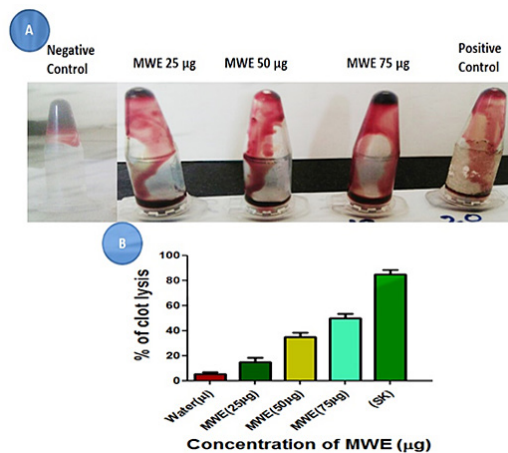 A
Negative Control
MWE 25 µg
MWE 50 µg
MWE 75 µg
Positive Control
B
% of clot lysis
100
80
60
40
20
0
Water(µl)
MWE(25µg)
MWE(50µg)
MWE(75µg)
(SK)
Concentration of MWE (µg)